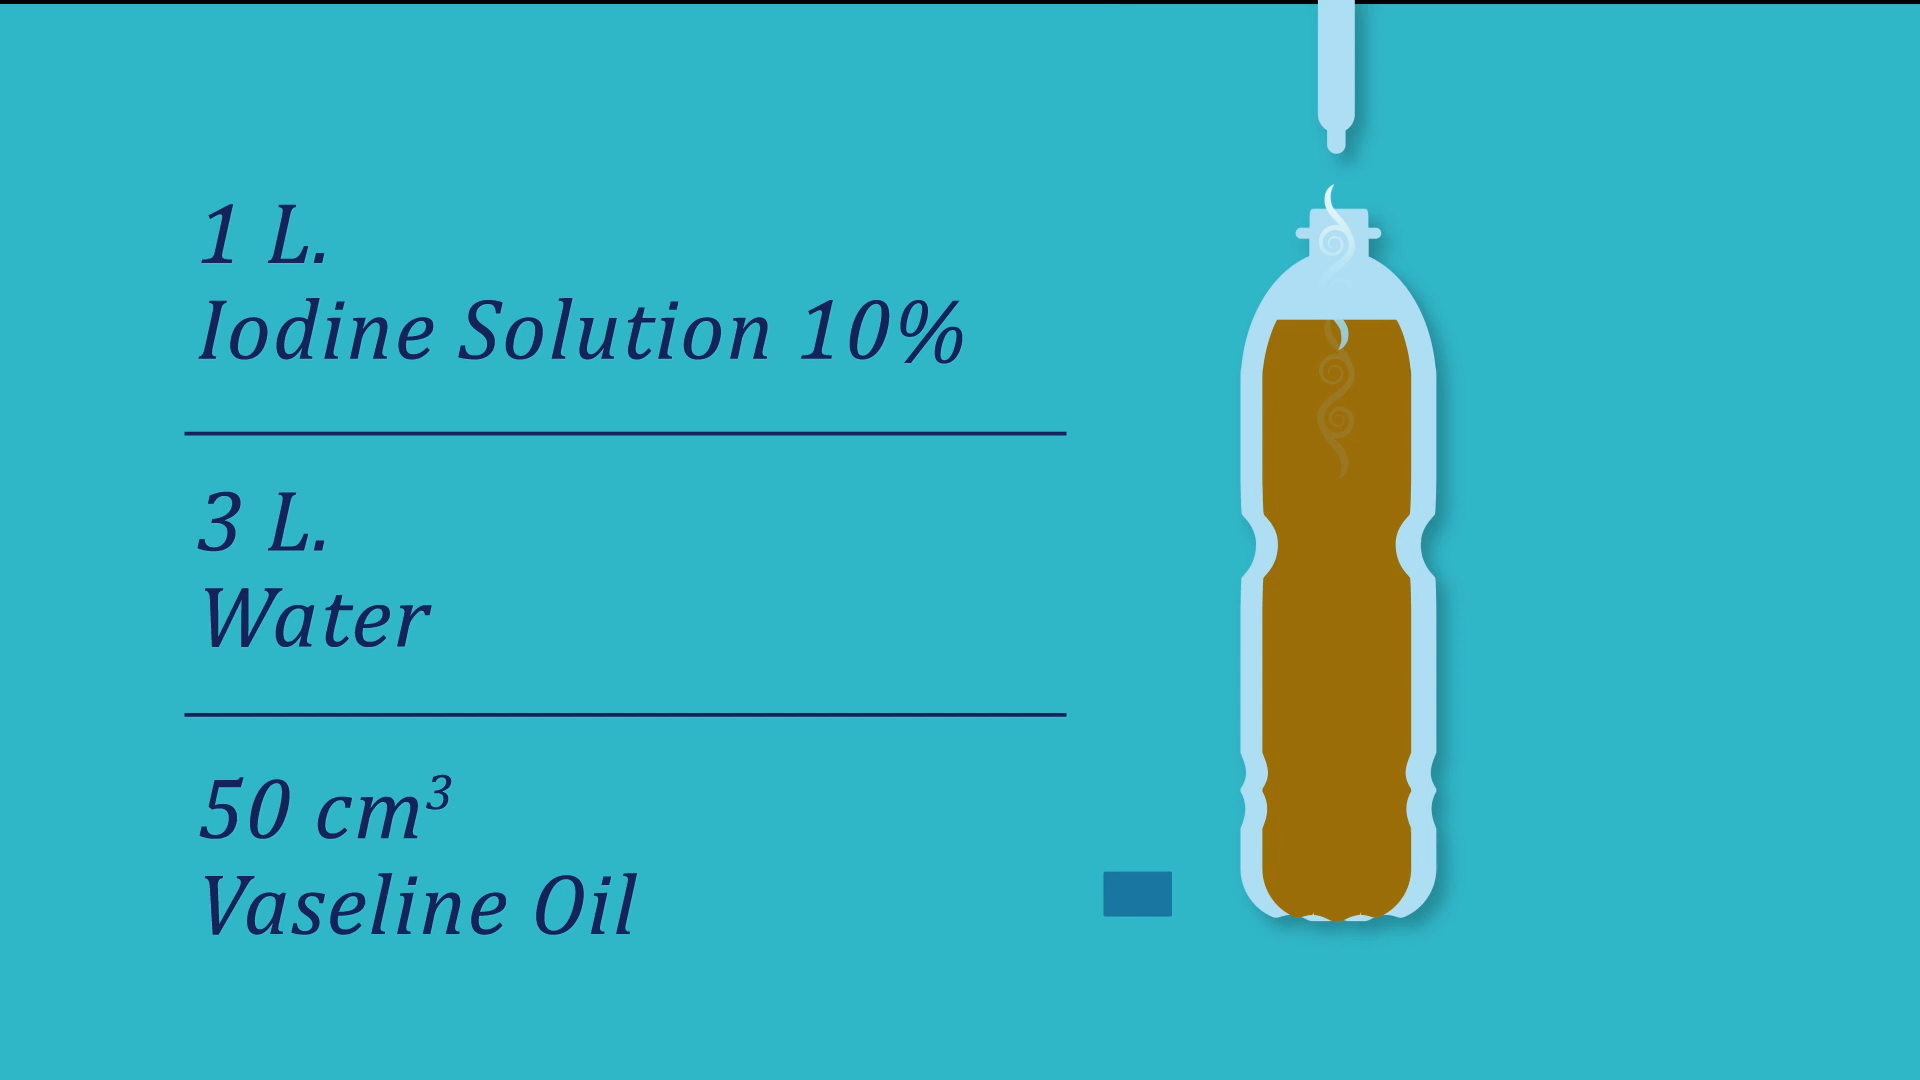 1 L.
Iodine Solution 10%
3 L.
Water
50 cm³
Vaseline Oil